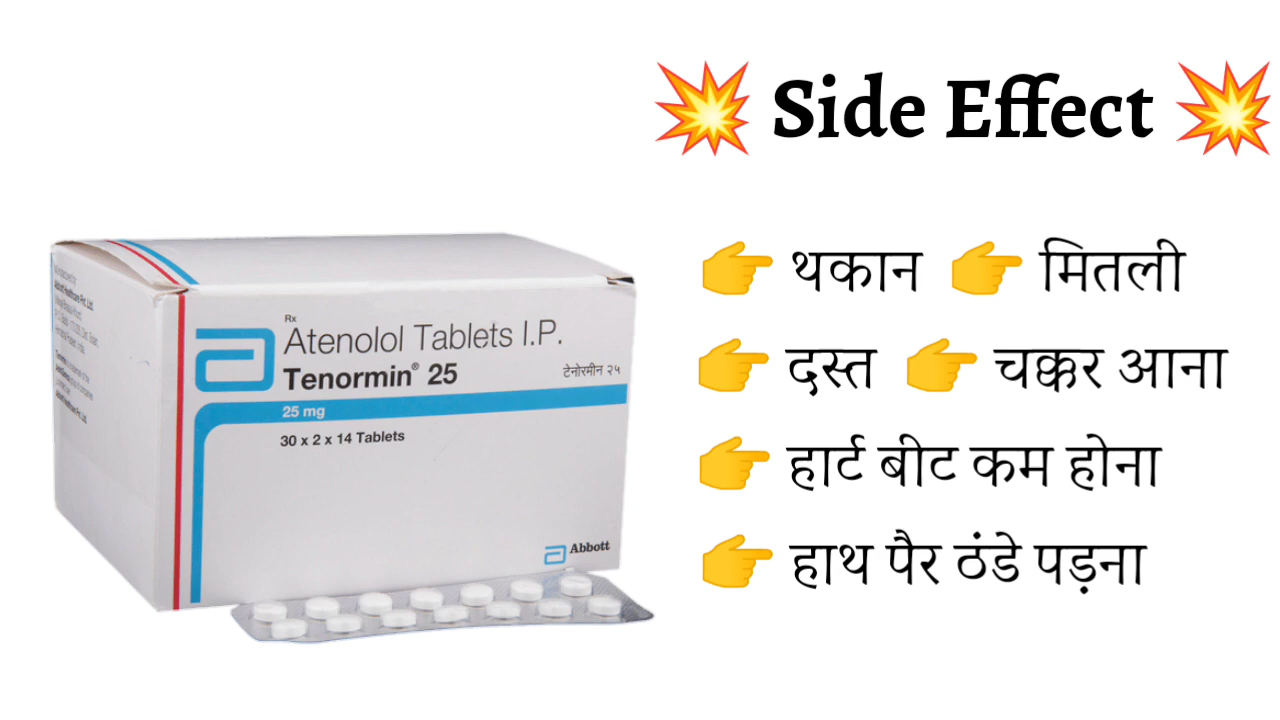 Side Effect
थकान मितली
दस्त चक्कर आना
हार्ट बीट कम होना
हाथ पैर ठंडे पड़ना
Rx
Atenolol Tablets I.P.
Tenormin® 25
टेनोरमीन २५
25 mg
30 x 2 x 14 Tablets
Abbott